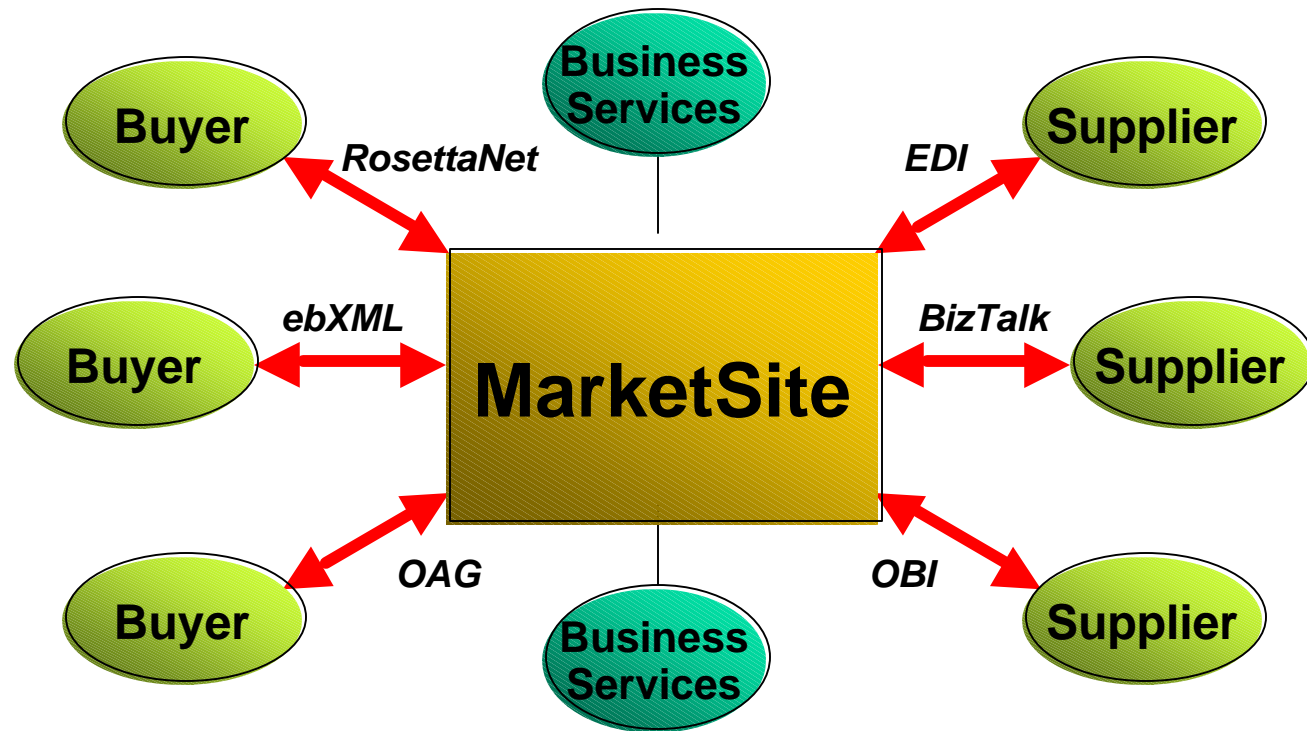 Business
Services
Buyer
Supplier
RosettaNet
EDI
ebXML
BizTalk
Buyer
MarketSite
Supplier
OAG
OBI
Buyer
Supplier
Business
Services